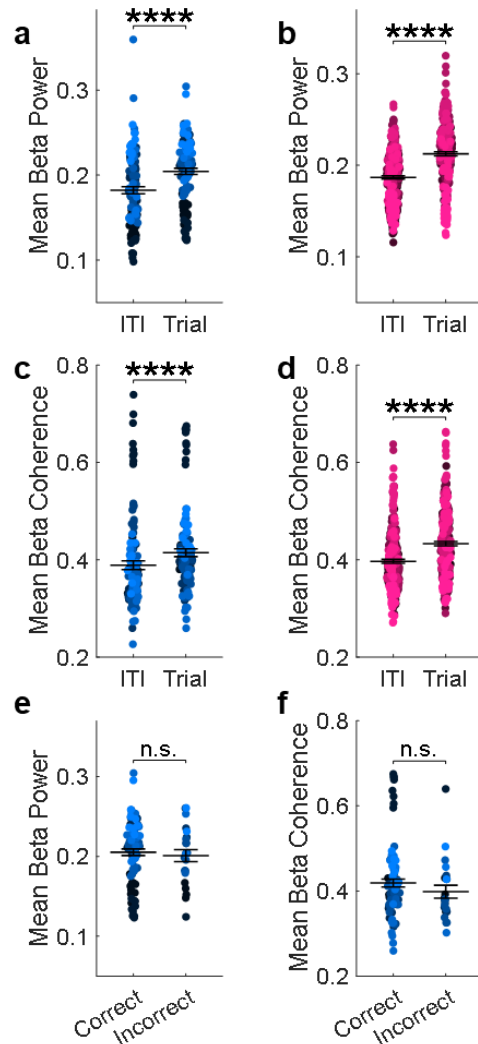 a
****
Mean Beta Power
0.3
0.2
0.1
ITI Trial
b
****
Mean Beta Power
0.3
0.2
0.1
ITI Trial
c
****
Mean Beta Coherence
0.8
0.6
0.4
0.2
ITI Trial
d
****
Mean Beta Coherence
0.8
0.6
0.4
0.2
ITI Trial
e
n.s.
Mean Beta Power
0.3
0.2
0.1
Correct
Incorrect
f
n.s.
Mean Beta Coherence
0.8
0.6
0.4
0.2
Correct
Incorrect